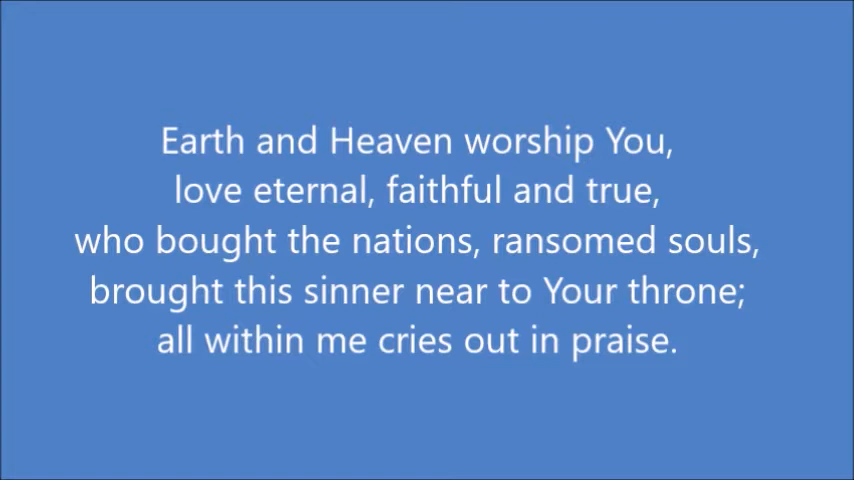 Earth and Heaven worship You,
love eternal, faithful and true,
who bought the nations, ransomed souls,
brought this sinner near to Your throne;
all within me cries out in praise.